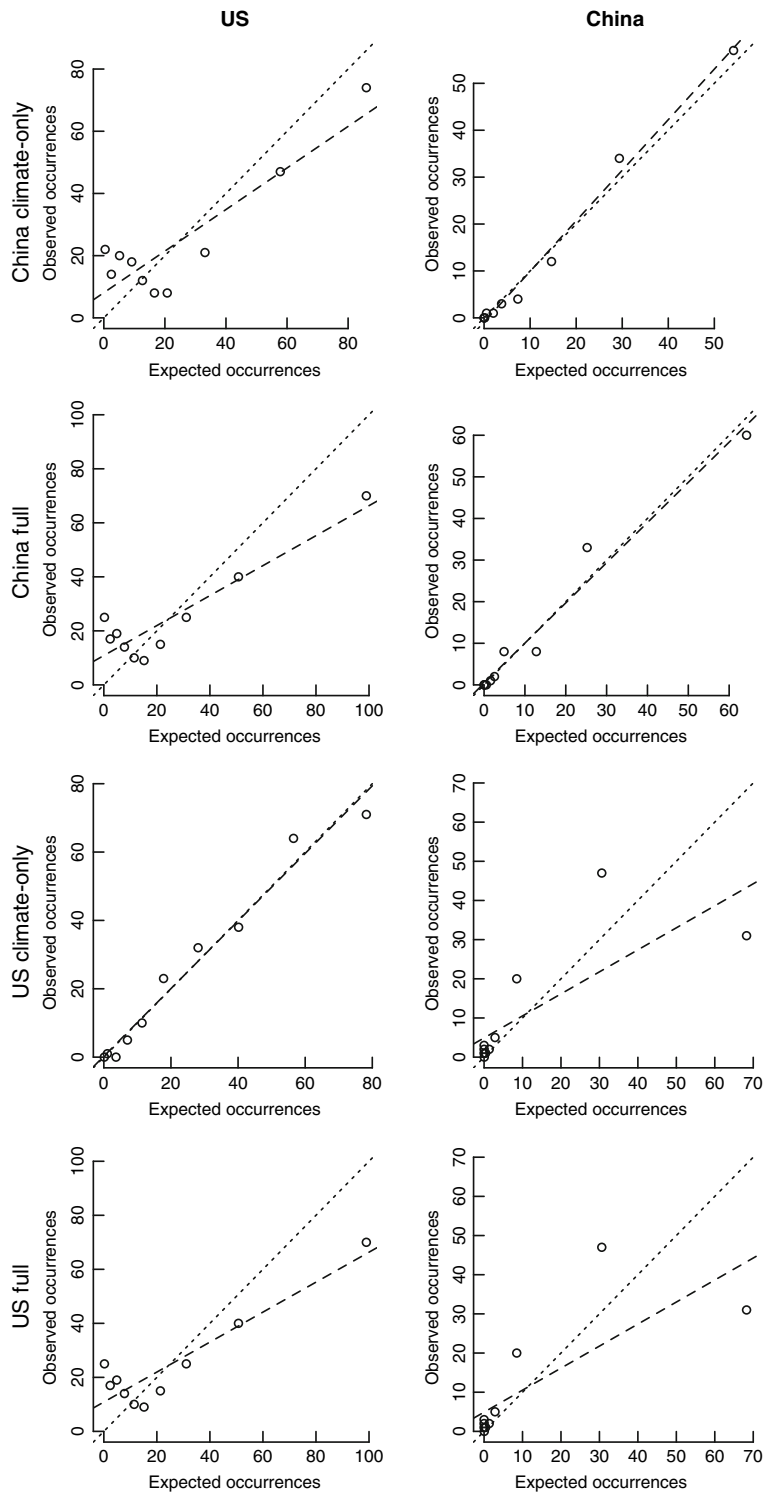 US
China
China climate-only
Observed occurrences
0 20 40 60 80
0 20 40 60 80
Expected occurrences
Observed occurrences
0 10 20 30 40 50
0 10 20 30 40 50
Expected occurrences
China full
Observed occurrences
0 20 40 60 80 100
0 20 40 60 80 100
Expected occurrences
Observed occurrences
0 10 20 30 40 50 60
0 10 20 30 40 50 60
Expected occurrences
US climate-only
Observed occurrences
0 20 40 60 80
0 20 40 60 80
Expected occurrences
Observed occurrences
0 10 20 30 40 50 60 70
0 10 20 30 40 50 60 70
Expected occurrences
US full
Observed occurrences
0 20 40 60 80 100
0 20 40 60 80 100
Expected occurrences
Observed occurrences
0 10 20 30 40 50 60 70
0 10 20 30 40 50 60 70
Expected occurrences